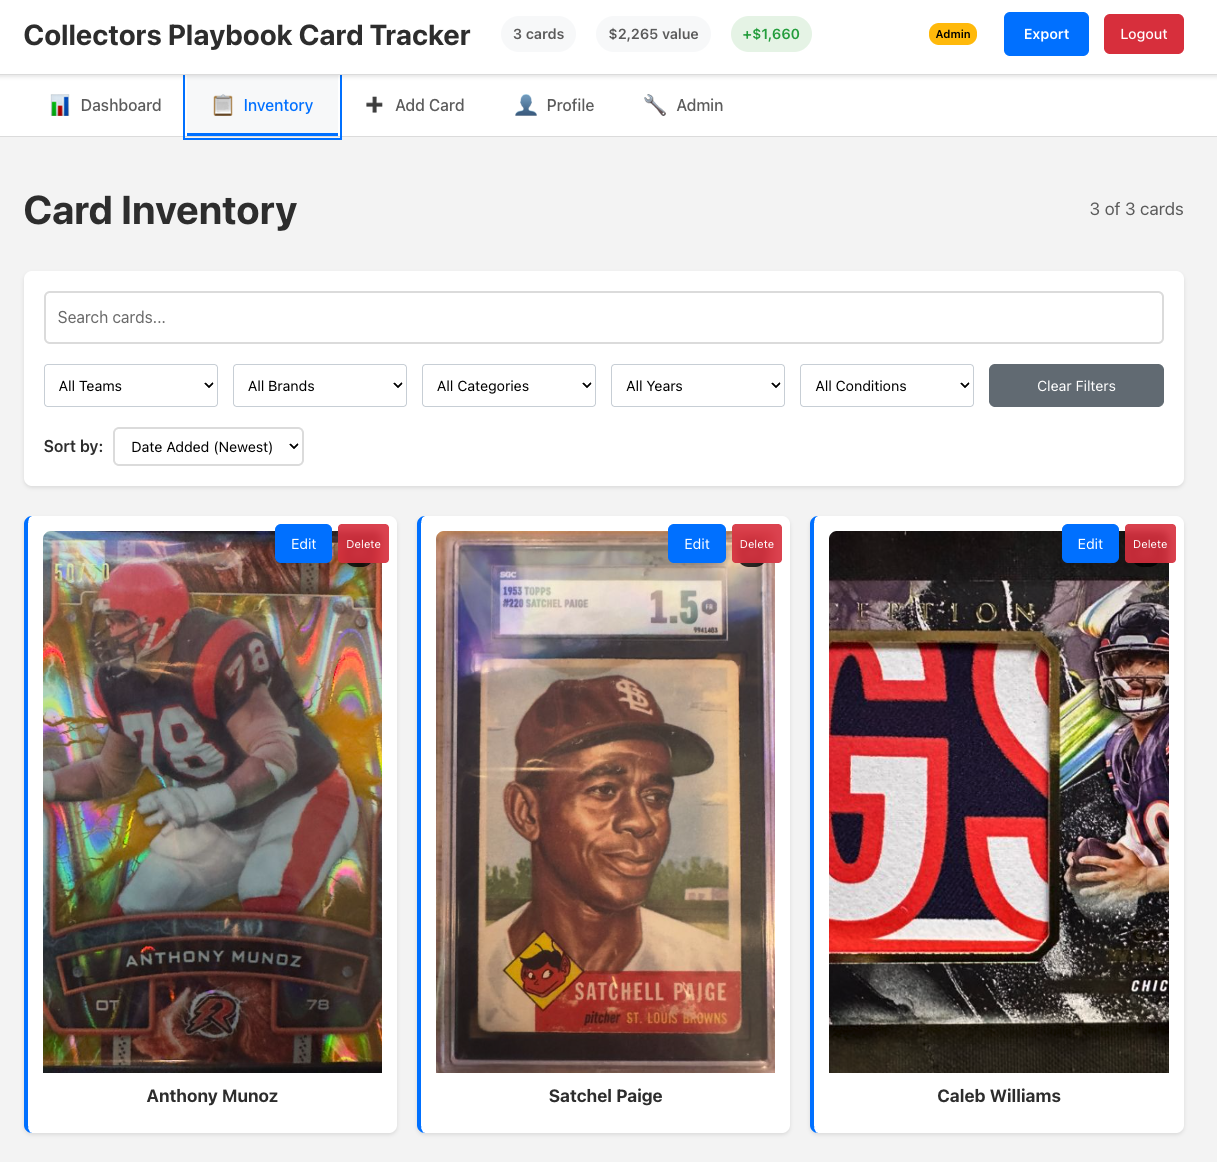 Collectors Playbook Card Tracker
3 cards
$2,265 value
+$1,660
Admin
Export
Logout
Dashboard
Inventory
Add Card
Profile
Admin
Card Inventory
3 of 3 cards
Search cards...
All Teams
All Brands
All Categories
All Years
All Conditions
Clear Filters
Sort by:
Date Added (Newest)
Edit
Delete
78
78
ANTHONY MUNOZ
OT
78
Anthony Munoz
Edit
Delete
SGC
1953 TOPPS
#220 SATCHEL PAIGE
1.5
FR
9941403
SATCHELL PAIGE
pitcher ST. LOUIS BROWNS
Satchel Paige
Edit
Delete
EPTION
GS
CHIC
Caleb Williams